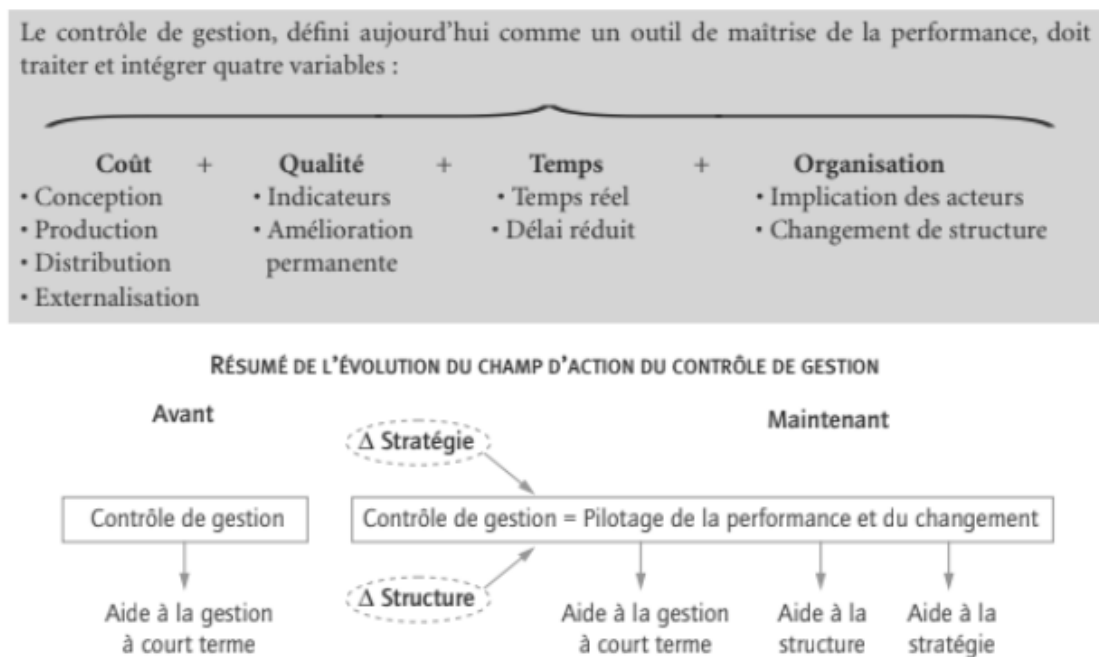 Le contrôle de gestion, défini aujourd'hui comme un outil de maîtrise de la performance, doit
traiter et intégrer quatre variables :
Coût + Qualité + Temps + Organisation
• Conception • Indicateurs • Temps réel • Implication des acteurs
• Production • Amélioration • Délai réduit • Changement de structure
• Distribution permanente
• Externalisation
RÉSUMÉ DE L'ÉVOLUTION DU CHAMP D'ACTION DU CONTRÔLE DE GESTION
Avant Maintenant
Δ Stratégie
Contrôle de gestion Contrôle de gestion = Pilotage de la performance et du changement
Δ Structure
Aide à la gestion Aide à la gestion Aide à la Aide à la
à court terme à court terme structure stratégie